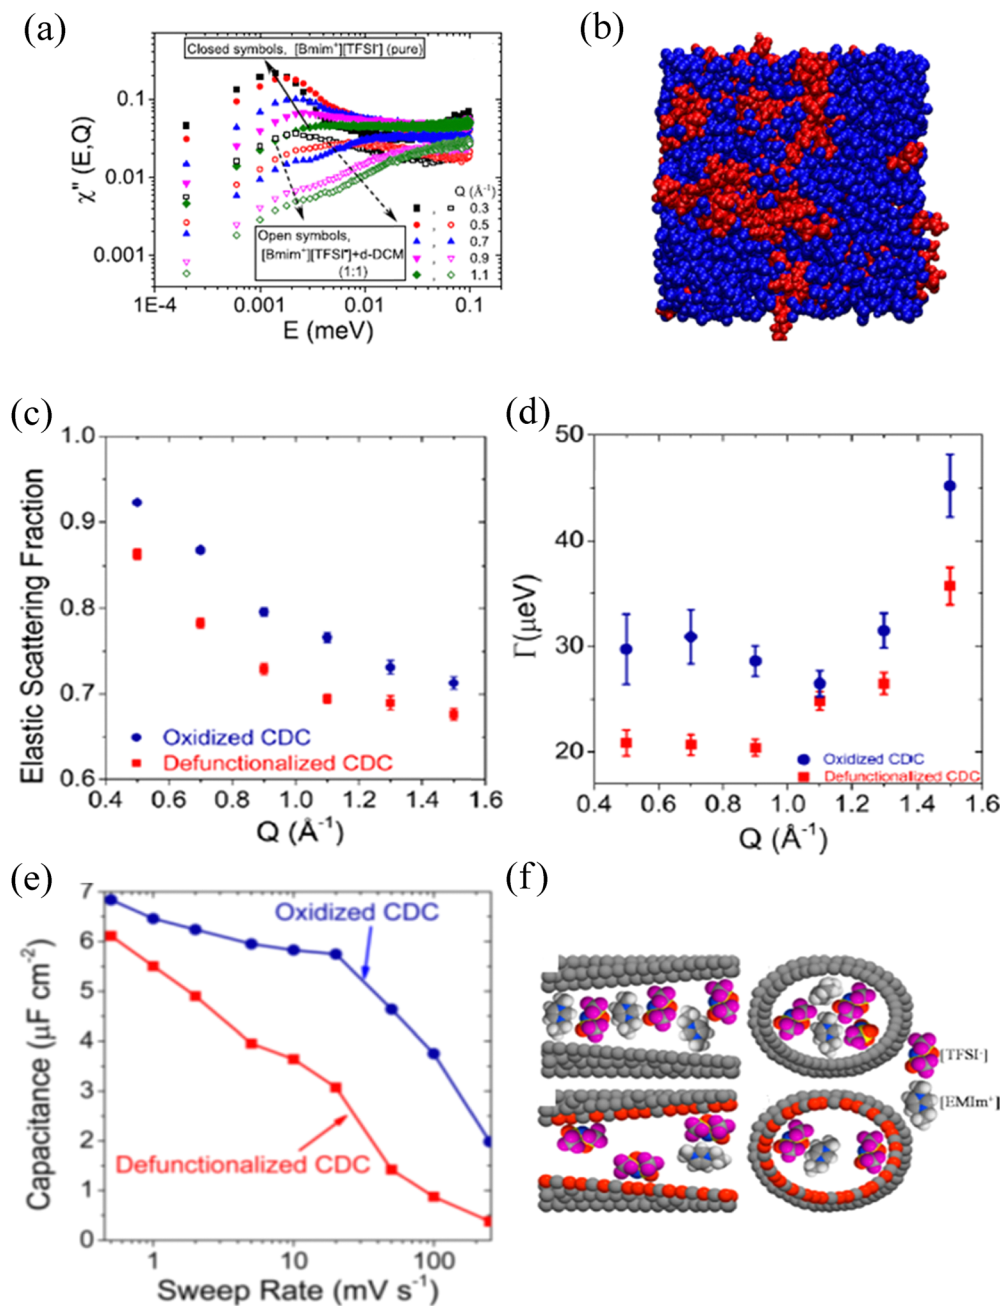 (a)
Closed symbols, [Bmim⁺][TFSI⁻] (pure)
0.1
0.01
0.001
χ" (E,Q)
Q (Å⁻¹)
0.3
0.5
0.7
0.9
1.1
Open symbols,
[Bmim⁺][TFSI⁻]+d-DCM
(1:1)
1E-4
0.001
0.01
0.1
E (meV)
(b)
(c)
1.0
0.9
0.8
0.7
0.6
Elastic Scattering Fraction
Oxidized CDC
Defunctionalized CDC
0.4
0.6
0.8
1.0
1.2
1.4
1.6
Q (Å⁻¹)
(d)
50
40
30
20
Γ(μeV)
Oxidized CDC
Defunctionalized CDC
0.4
0.6
0.8
1.0
1.2
1.4
1.6
Q (Å⁻¹)
(e)
7
6
5
4
3
2
1
0
Capacitance (μF cm⁻²)
Oxidized CDC
Defunctionalized CDC
1
10
100
Sweep Rate (mV s⁻¹)
(f)
[TFSI⁻]
[EMIm⁺]